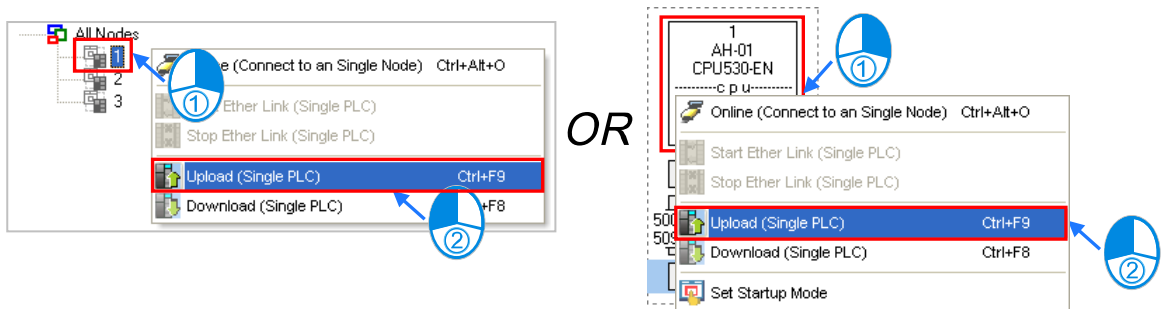 All Nodes
1
2
3
e (Connect to an Single Node) Ctrl+Alt+O
Ether Link (Single PLC)
Stop Ether Link (Single PLC)
Upload (Single PLC) Ctrl+F9
Download (Single PLC) +F8
①
②
OR
1
AH-01
CPU530-EN
---------c p u---------
①
Online (Connect to an Single Node) Ctrl+Alt+O
Start Ether Link (Single PLC)
Stop Ether Link (Single PLC)
500
509
Upload (Single PLC) Ctrl+F9
Download (Single PLC) Ctrl+F8
Set Startup Mode
②